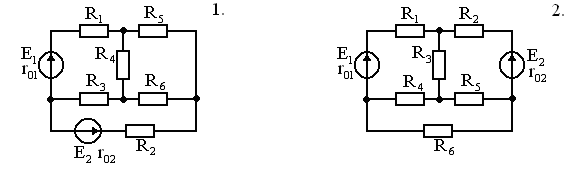 1.
R1 R5
E1 R4
r01
R3 R6
E2 r02 R2
2.
R1 R2
E1 R3 E2
r01 r02
R4 R5
R6